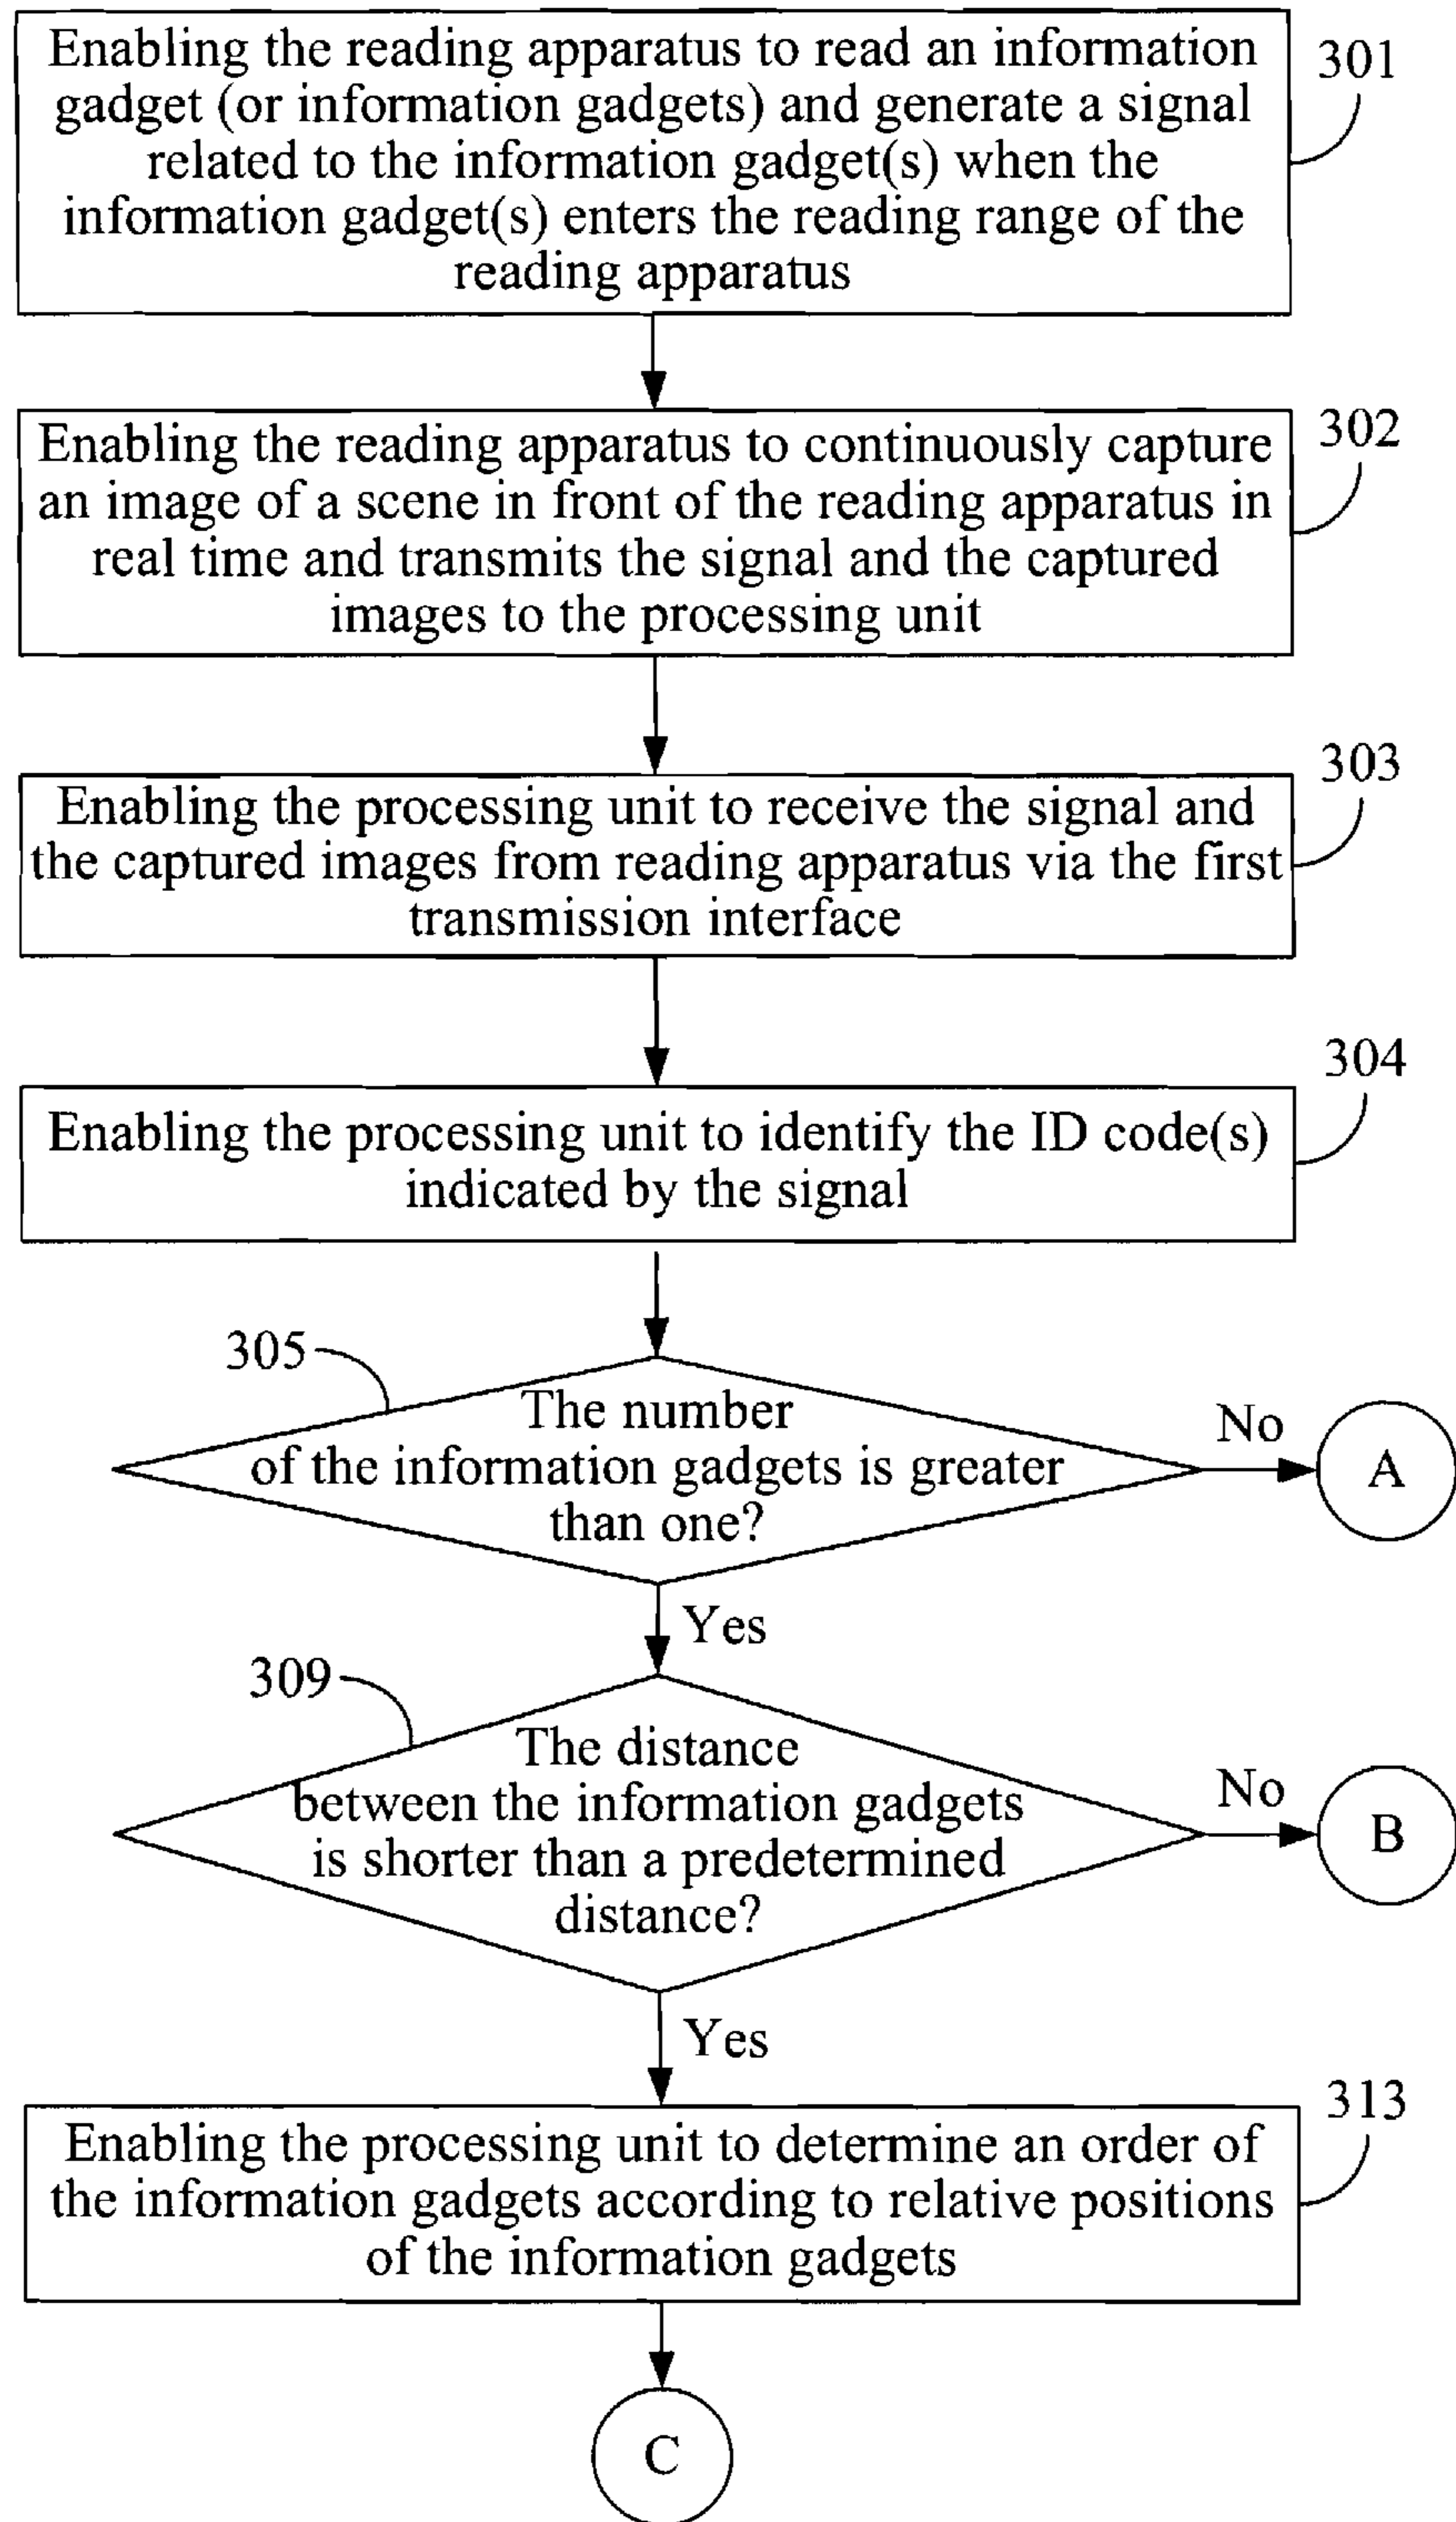 Enabling the reading apparatus to read an information
gadget (or information gadgets) and generate a signal
related to the information gadget(s) when the
information gadget(s) enters the reading range of the
reading apparatus
301
Enabling the reading apparatus to continuously capture
an image of a scene in front of the reading apparatus in
real time and transmits the signal and the captured
images to the processing unit
302
Enabling the processing unit to receive the signal and
the captured images from reading apparatus via the first
transmission interface
303
Enabling the processing unit to identify the ID code(s)
indicated by the signal
304
305
The number
of the information gadgets is greater
than one?
No
A
Yes
309
The distance
between the information gadgets
is shorter than a predetermined
distance?
No
B
Yes
Enabling the processing unit to determine an order of
the information gadgets according to relative positions
of the information gadgets
313
C